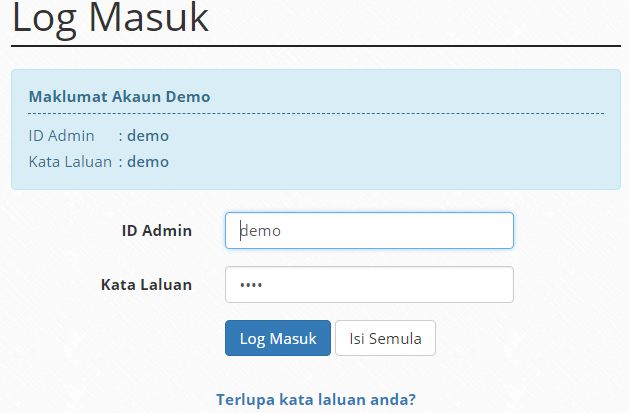 Log Masuk
Maklumat Akaun Demo
ID Admin : demo
Kata Laluan : demo
ID Admin demo
Kata Laluan ••••
Log Masuk Isi Semula
Terlupa kata laluan anda?